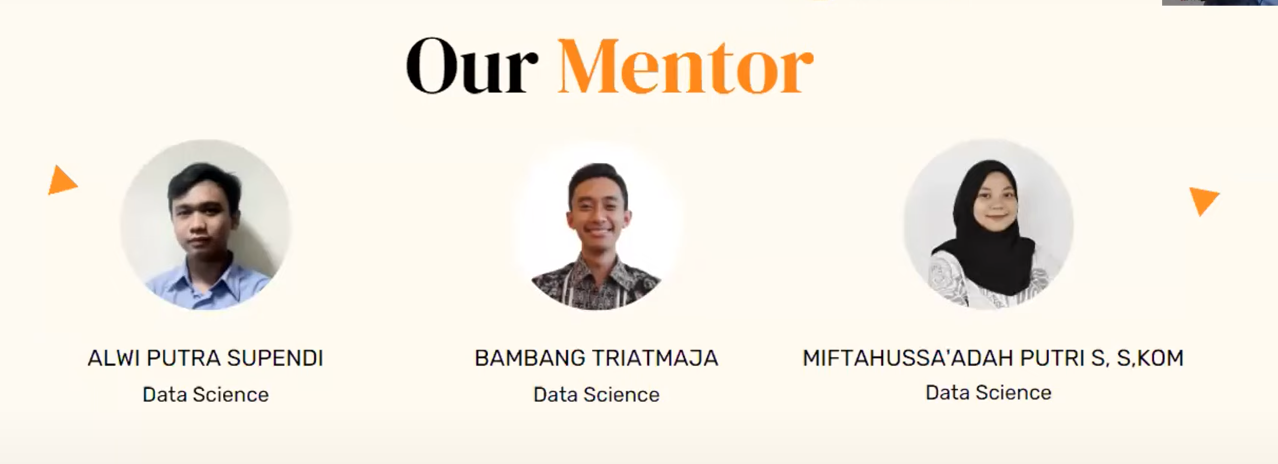 Our Mentor
ALWI PUTRA SUPENDI
Data Science
BAMBANG TRIATMAJA
Data Science
MIFTAHUSSA'ADAH PUTRI S, S,KOM
Data Science